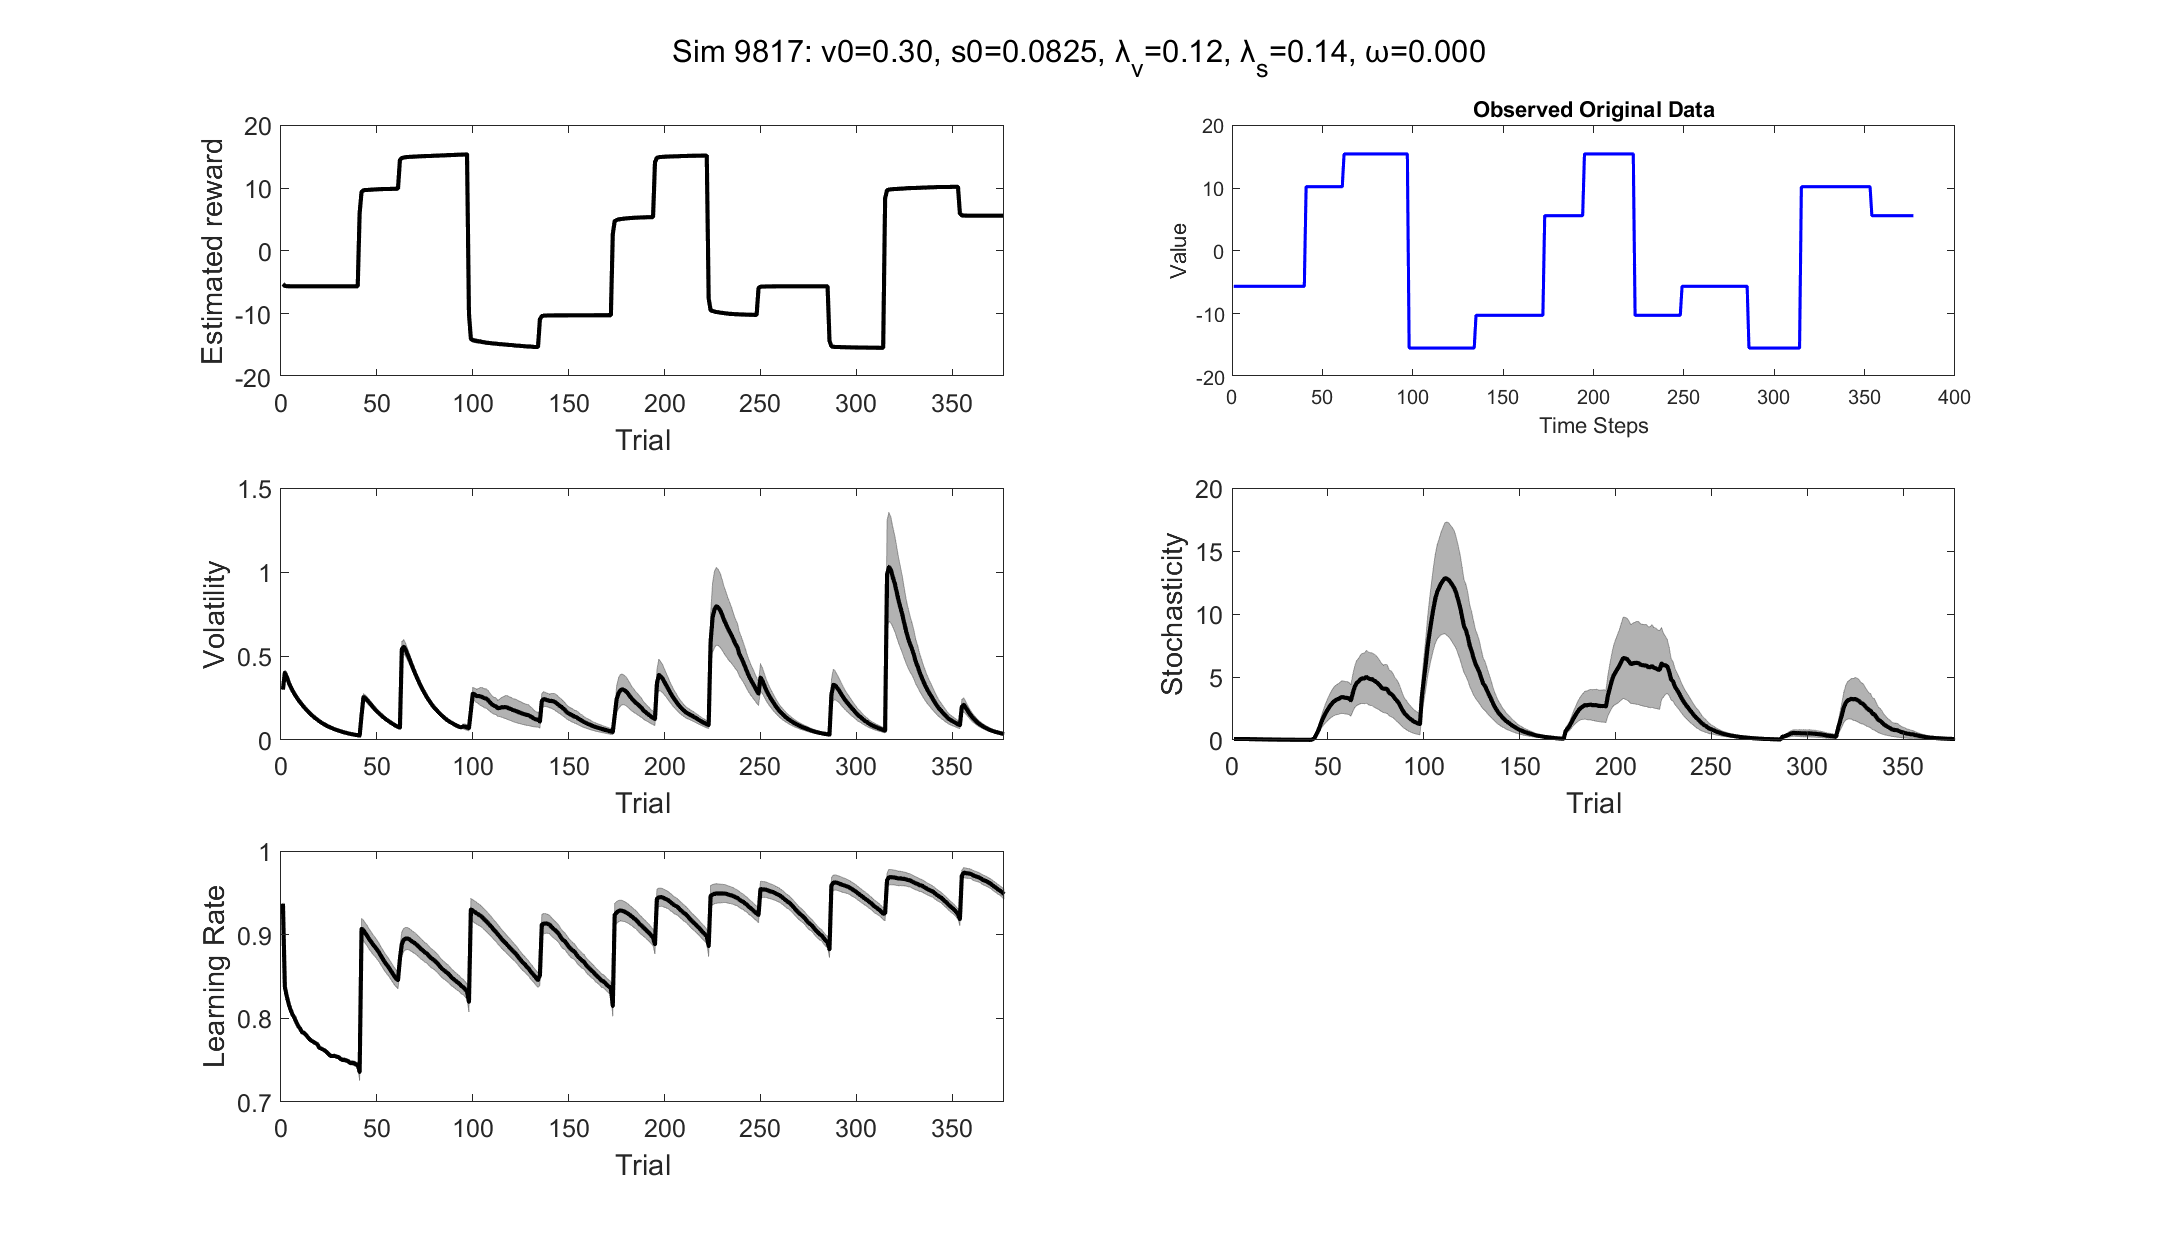 Sim 9817: v0=0.30, s0=0.0825, λ_v=0.12, λ_s=0.14, ω=0.000
Estimated reward
20
10
0
-10
-20
0 50 100 150 200 250 300 350
Trial
Observed Original Data
Value
20
10
0
-10
-20
0 50 100 150 200 250 300 350 400
Time Steps
Volatility
1.5
1
0.5
0
0 50 100 150 200 250 300 350
Trial
Stochasticity
20
15
10
5
0
0 50 100 150 200 250 300 350
Trial
Learning Rate
1
0.9
0.8
0.7
0 50 100 150 200 250 300 350
Trial